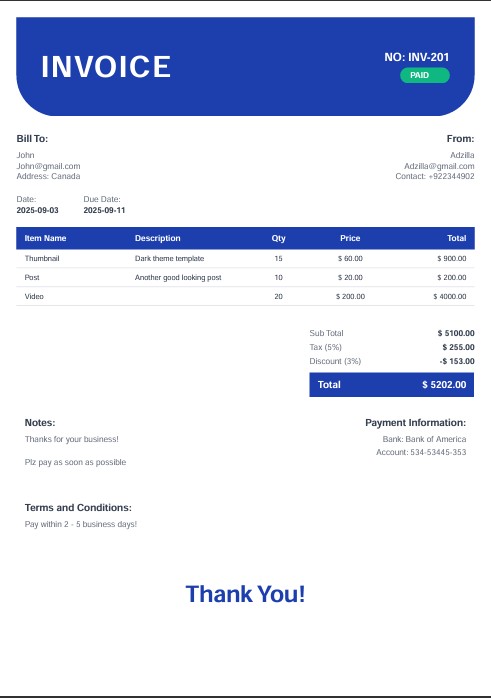 INVOICE
NO: INV-201
PAID
Bill To:
From:
John
Adzilla
John@gmail.com
Adzilla@gmail.com
Address: Canada
Contact: +922344902
Date: Due Date:
2025-09-03 2025-09-11
Item Name Description Qty Price Total
Thumbnail Dark theme template 15 $ 60.00 $ 900.00
Post Another good looking post 10 $ 20.00 $ 200.00
Video 20 $ 200.00 $ 4000.00
Sub Total $ 5100.00
Tax (5%) $ 255.00
Discount (3%) -$ 153.00
Total $ 5202.00
Notes:
Payment Information:
Thanks for your business!
Bank: Bank of America
Account: 534-53445-353
Plz pay as soon as possible
Terms and Conditions:
Pay within 2 - 5 business days!
Thank You!